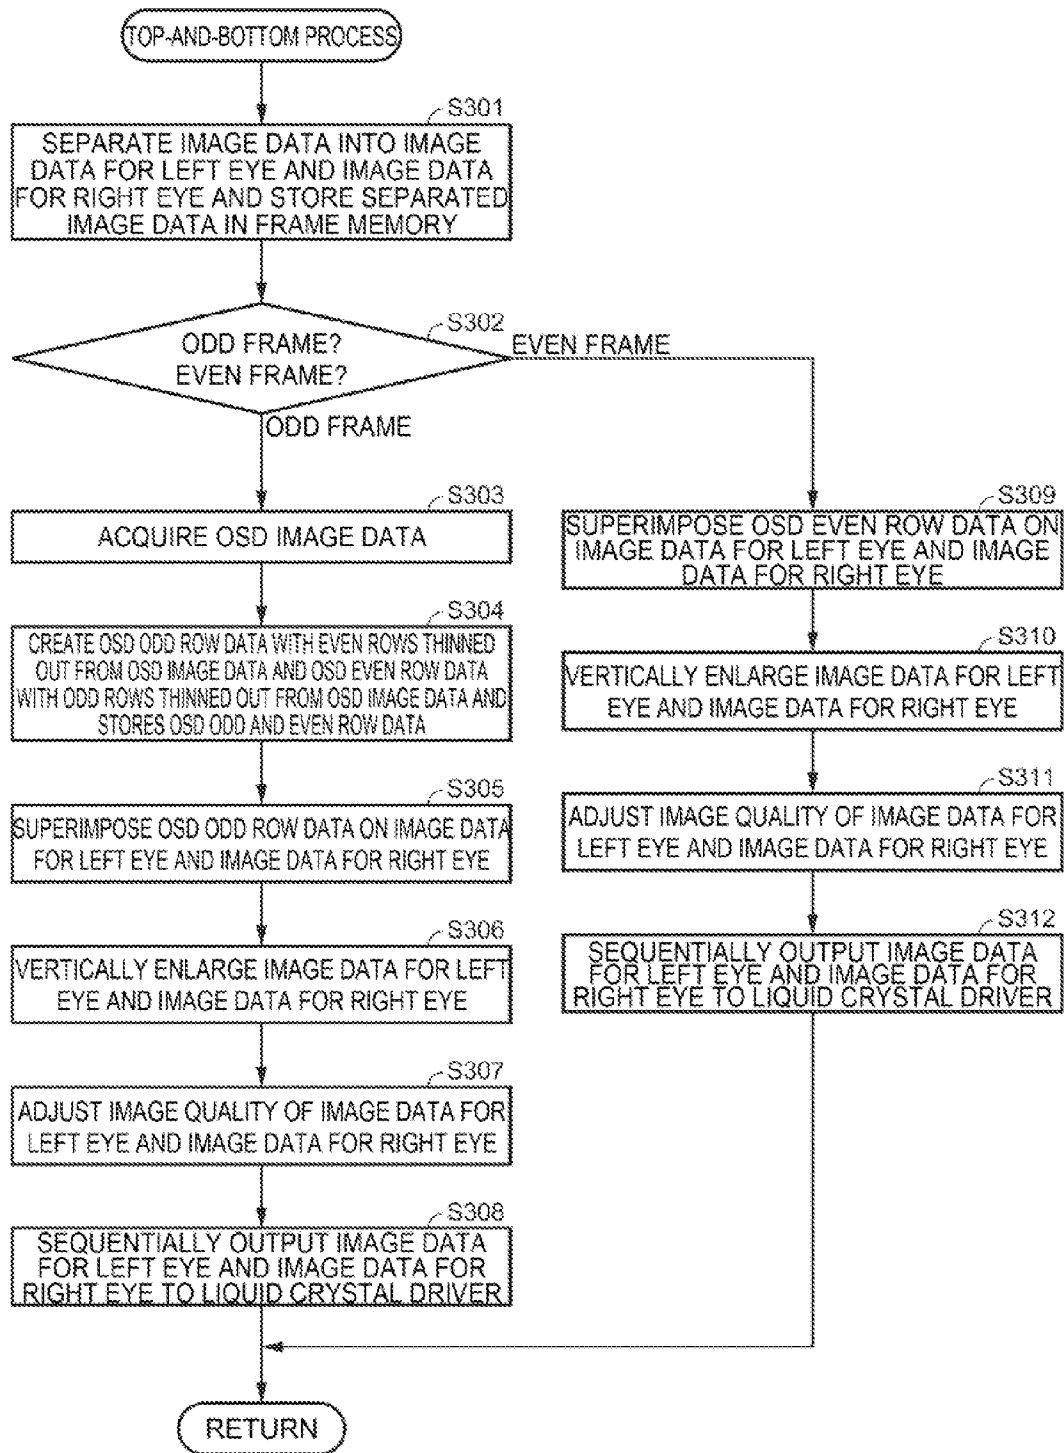 TOP-AND-BOTTOM PROCESS
S301
SEPARATE IMAGE DATA INTO IMAGE
DATA FOR LEFT EYE AND IMAGE DATA
FOR RIGHT EYE AND STORE SEPARATED
IMAGE DATA IN FRAME MEMORY
S302
ODD FRAME?
EVEN FRAME?
EVEN FRAME
ODD FRAME
S303
ACQUIRE OSD IMAGE DATA
S304
CREATE OSD ODD ROW DATA WITH EVEN ROWS THINNED
OUT FROM OSD IMAGE DATA AND OSD EVEN ROW DATA
WITH ODD ROWS THINNED OUT FROM OSD IMAGE DATA AND
STORES OSD ODD AND EVEN ROW DATA
S305
SUPERIMPOSE OSD ODD ROW DATA ON IMAGE DATA
FOR LEFT EYE AND IMAGE DATA FOR RIGHT EYE
S306
VERTICALLY ENLARGE IMAGE DATA FOR LEFT
EYE AND IMAGE DATA FOR RIGHT EYE
S307
ADJUST IMAGE QUALITY OF IMAGE DATA FOR
LEFT EYE AND IMAGE DATA FOR RIGHT EYE
S308
SEQUENTIALLY OUTPUT IMAGE DATA
FOR LEFT EYE AND IMAGE DATA FOR
RIGHT EYE TO LIQUID CRYSTAL DRIVER
S309
SUPERIMPOSE OSD EVEN ROW DATA ON
IMAGE DATA FOR LEFT EYE AND IMAGE
DATA FOR RIGHT EYE
S310
VERTICALLY ENLARGE IMAGE DATA FOR LEFT
EYE AND IMAGE DATA FOR RIGHT EYE
S311
ADJUST IMAGE QUALITY OF IMAGE DATA FOR
LEFT EYE AND IMAGE DATA FOR RIGHT EYE
S312
SEQUENTIALLY OUTPUT IMAGE DATA
FOR LEFT EYE AND IMAGE DATA FOR
RIGHT EYE TO LIQUID CRYSTAL DRIVER
RETURN